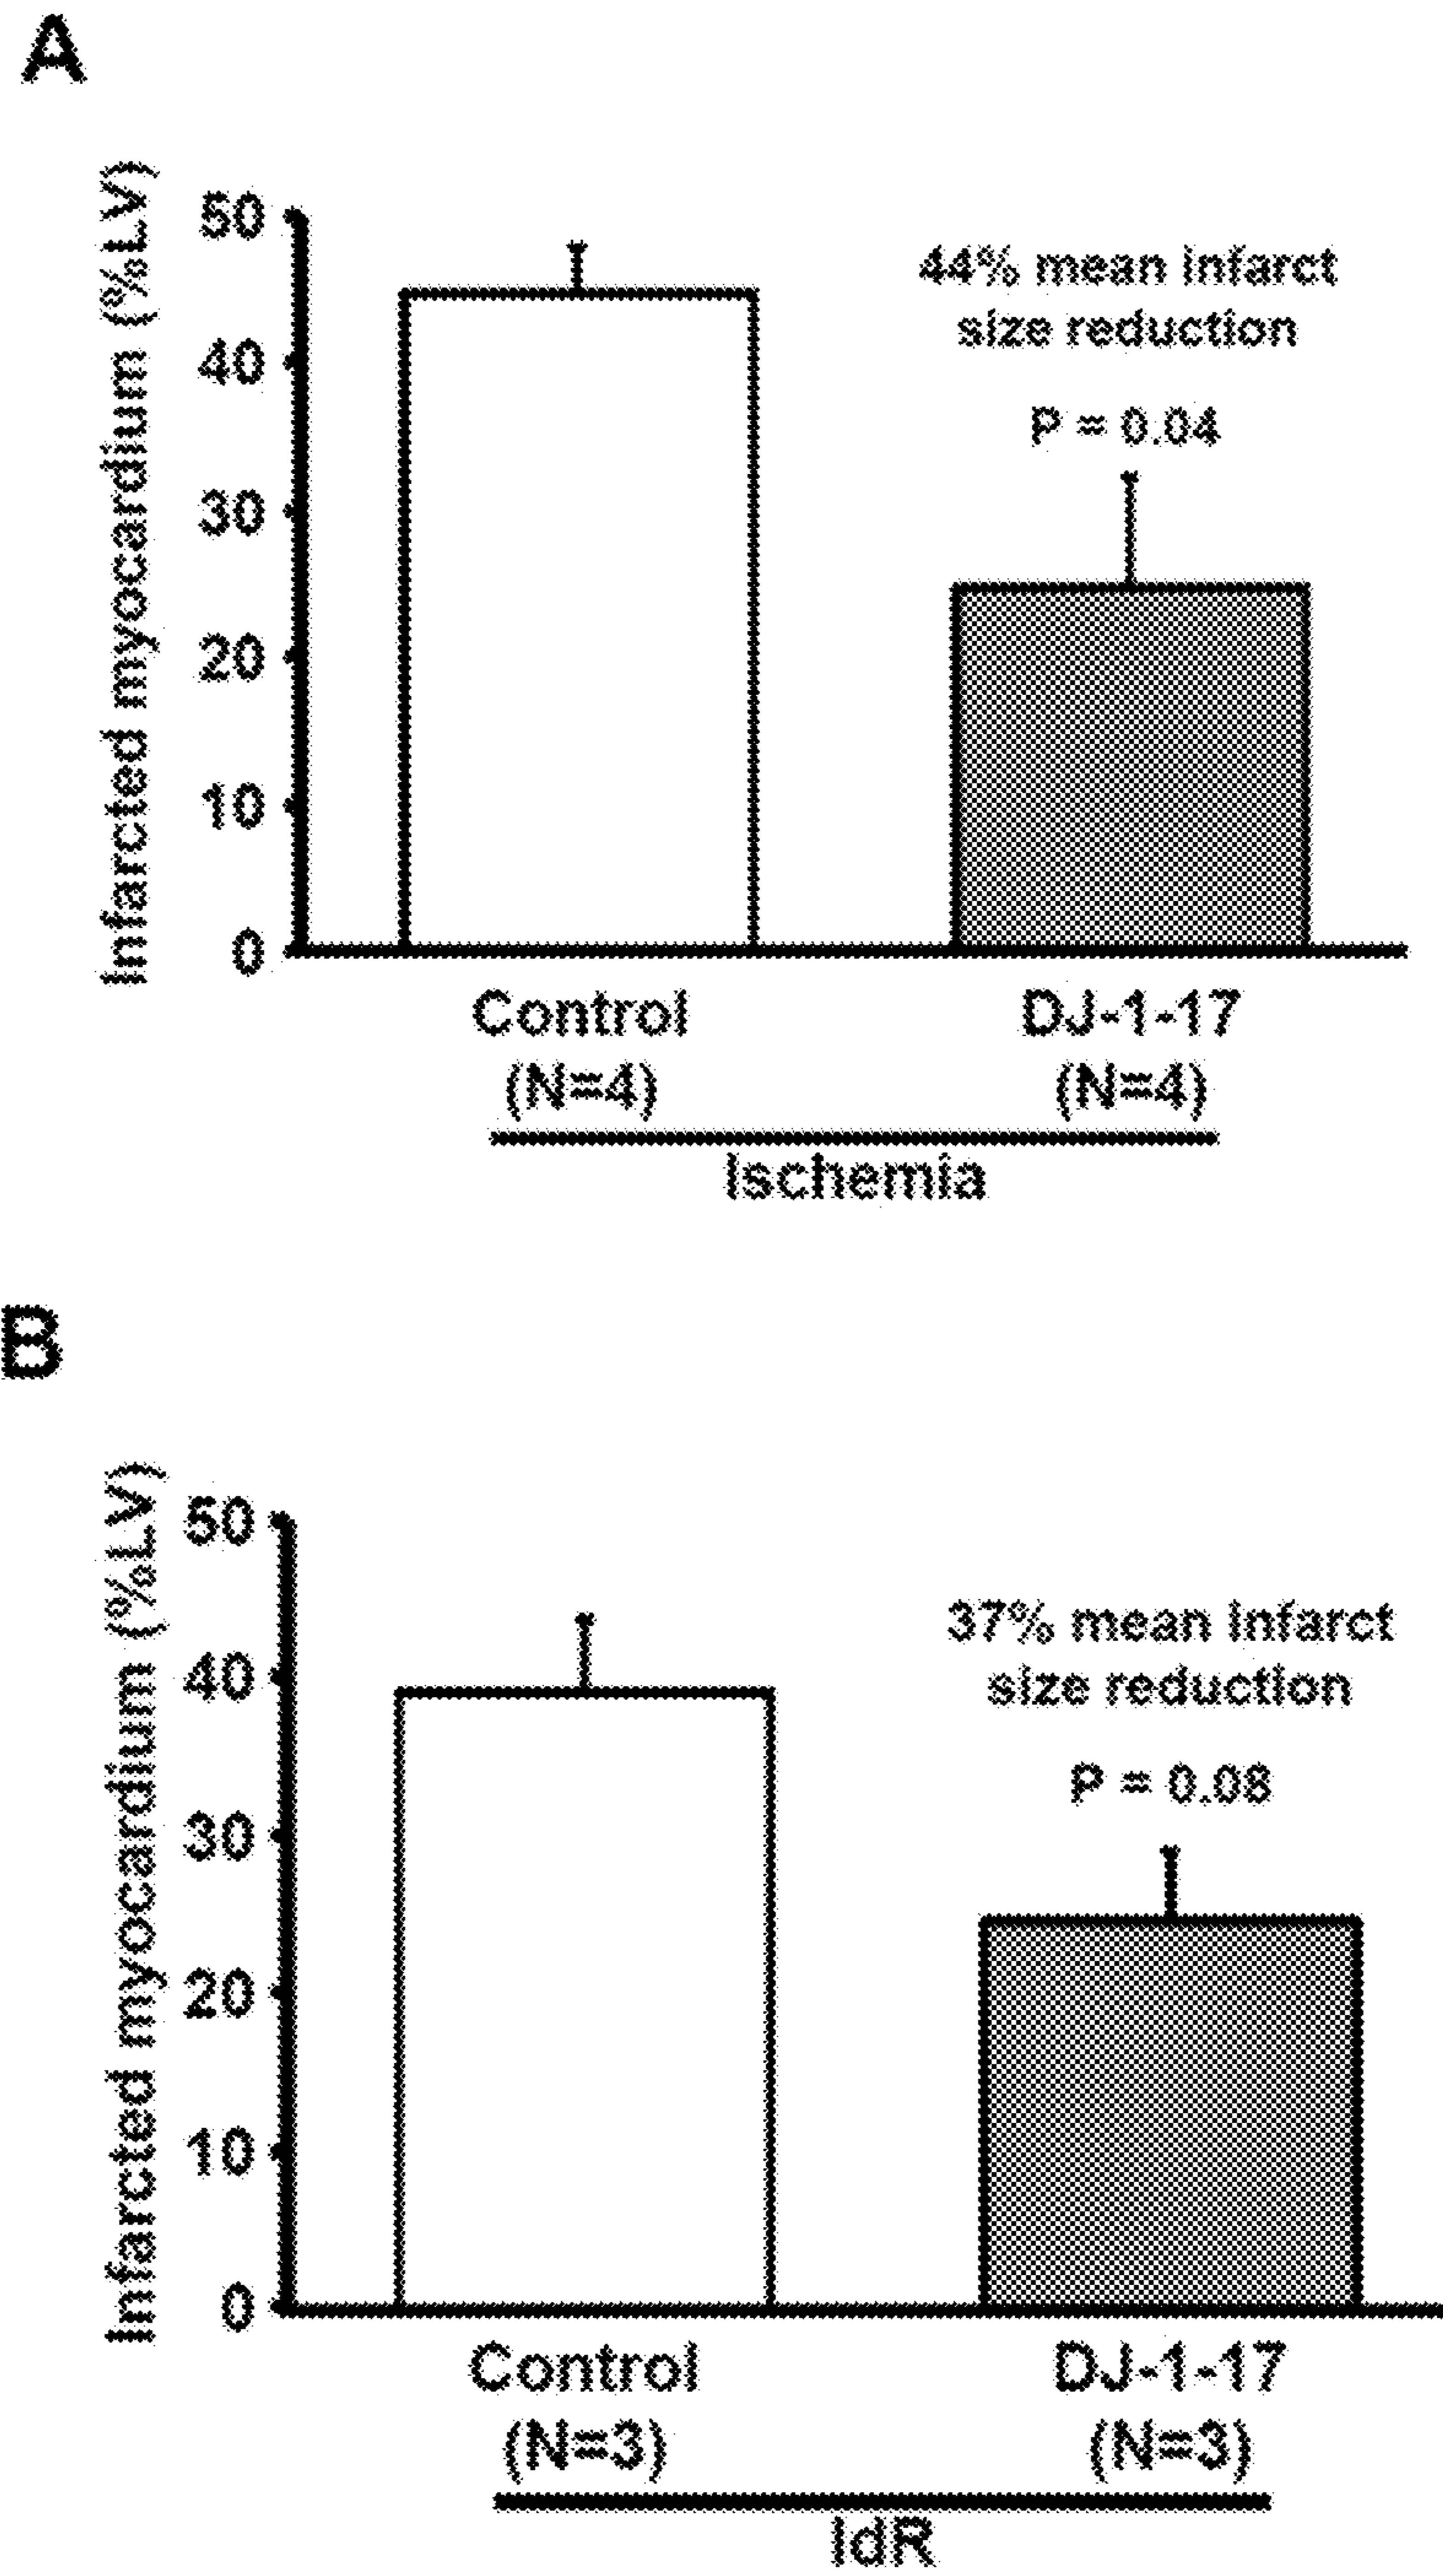 A
Infarcted myocardium (%LV)
50
40
30
20
10
0
44% mean infarct
size reduction
P = 0.04
Control
(N=4)
DJ-1-17
(N=4)
Ischemia
B
Infarcted myocardium (%LV)
50
40
30
20
10
0
37% mean infarct
size reduction
P = 0.08
Control
(N=3)
DJ-1-17
(N=3)
IdR